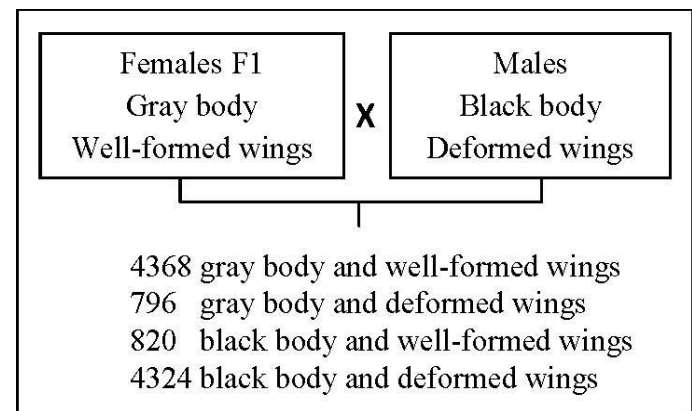 Females F1
Gray body
Well-formed wings
X
Males
Black body
Deformed wings
4368 gray body and well-formed wings
796 gray body and deformed wings
820 black body and well-formed wings
4324 black body and deformed wings